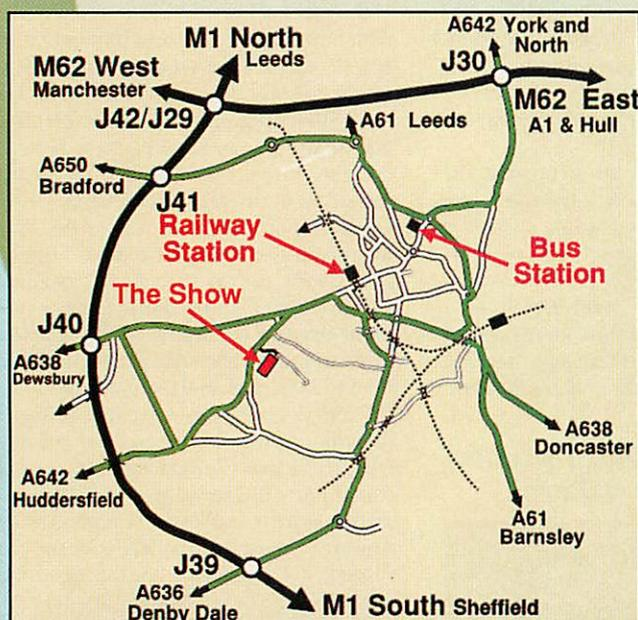 A642 York and
North
M1 North
Leeds
J30
M62 West
Manchester
J42/J29
M62 East
A1 & Hull
A61 Leeds
A650
Bradford
J41
Railway
Station
Bus
Station
The Show
J40
A638
Dewsbury
A638
Doncaster
A642
Huddersfield
A61
Barnsley
J39
A636
Denby Dale
M1 South Sheffield